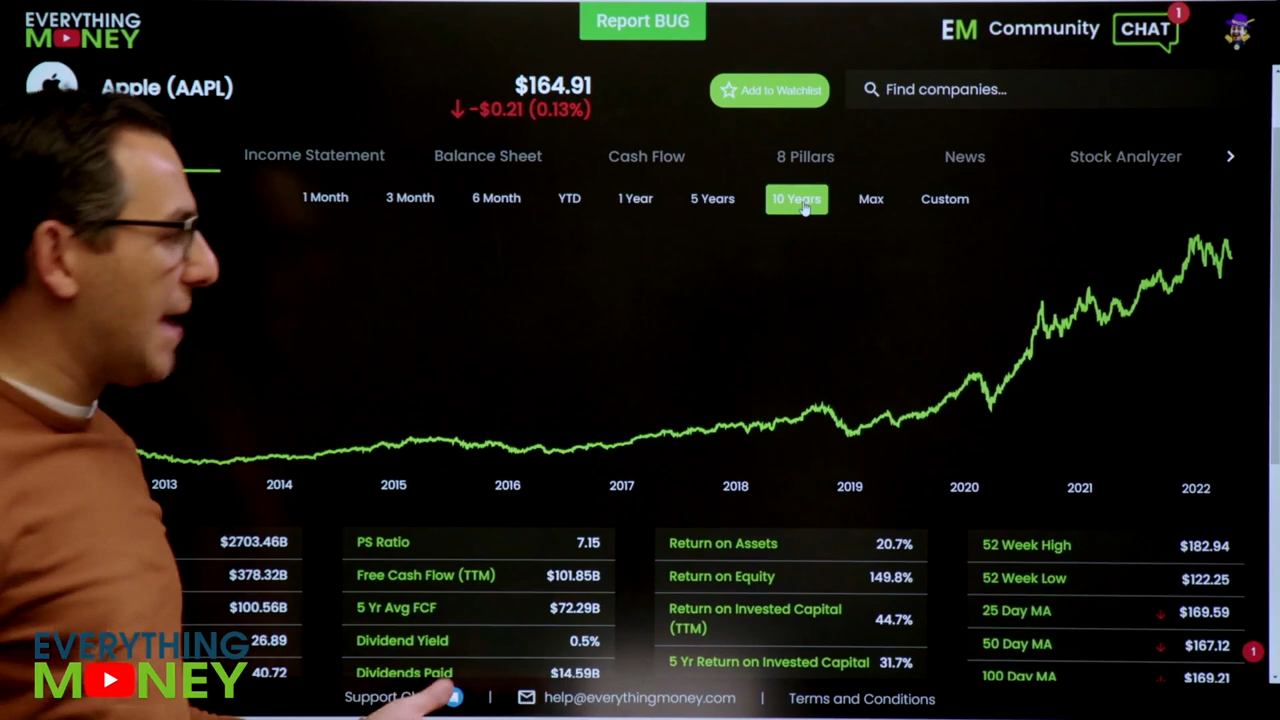 EVERYTHING
MONEY
Report BUG
EM Community
CHAT
1
Apple (AAPL)
$164.91
-$0.21 (0.13%)
Add to Watchlist
Find companies...
Income Statement
Balance Sheet
Cash Flow
8 Pillars
News
Stock Analyzer
1 Month
3 Month
6 Month
YTD
1 Year
5 Years
10 Years
Max
Custom
2013
2014
2015
2016
2017
2018
2019
2020
2021
2022
$2703.46B
$378.32B
$100.56B
26.89
40.72
PS Ratio 7.15
Free Cash Flow (TTM) $101.85B
5 Yr Avg FCF $72.29B
Dividend Yield 0.5%
Dividends Paid $14.59B
Return on Assets 20.7%
Return on Equity 149.8%
Return on Invested Capital
(TTM) 44.7%
5 Yr Return on Invested Capital 31.7%
52 Week High $182.94
52 Week Low $122.25
25 Day MA $169.59
50 Day MA $167.12
100 Day MA $169.21
1
EVERYTHING
MONEY
Support
help@everythingmoney.com
Terms and Conditions